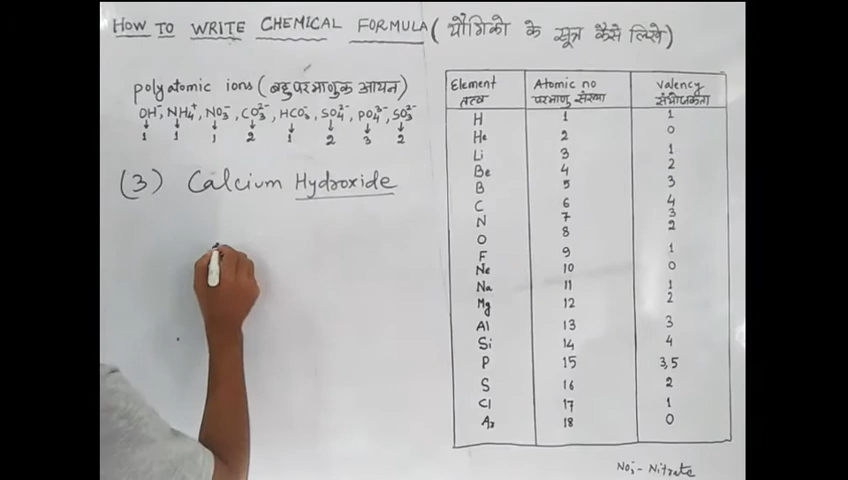 HOW TO WRITE CHEMICAL FORMULA ( यौगिको के सूत्र कैसे लिखे )
polyatomic ions ( बहुपरमाणुक आयन )
OH⁻, NH₄⁺, NO₃⁻, CO₃²⁻, HCO₃⁻, SO₄²⁻, PO₄³⁻, SO₃²⁻
↓ ↓ ↓ ↓ ↓ ↓ ↓ ↓
1 1 1 2 1 2 3 2
(3) Calcium Hydroxide
Element Atomic no Valency
तत्व परमाणु संख्या संयोजकता
H 1 1
He 2 0
Li 3 1
Be 4 2
B 5 3
C 6 4
N 7 3
O 8 2
F 9 1
Ne 10 0
Na 11 1
Mg 12 2
Al 13 3
Si 14 4
P 15 3,5
S 16 2
Cl 17 1
Ar 18 0
NO₃⁻ - Nitrate